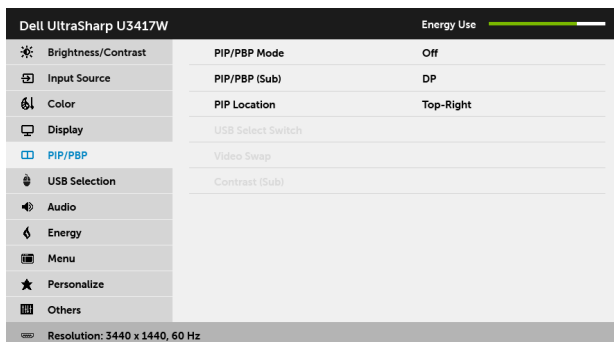 Dell UltraSharp U3417W Energy Use
Brightness/Contrast PIP/PBP Mode Off
Input Source PIP/PBP (Sub) DP
Color PIP Location Top-Right
Display USB Select Switch
PIP/PBP Video Swap
USB Selection Contrast (Sub)
Audio
Energy
Menu
Personalize
Others
Resolution: 3440 x 1440, 60 Hz